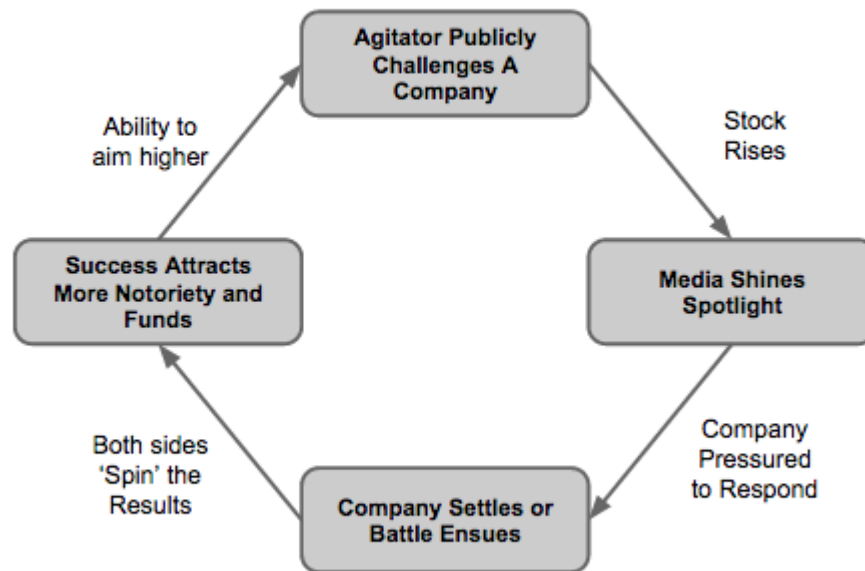 Agitator Publicly
Challenges A
Company
Stock
Rises
Media Shines
Spotlight
Company
Pressured
to Respond
Company Settles or
Battle Ensues
Both sides
‘Spin’ the
Results
Success Attracts
More Notoriety and
Funds
Ability to
aim higher